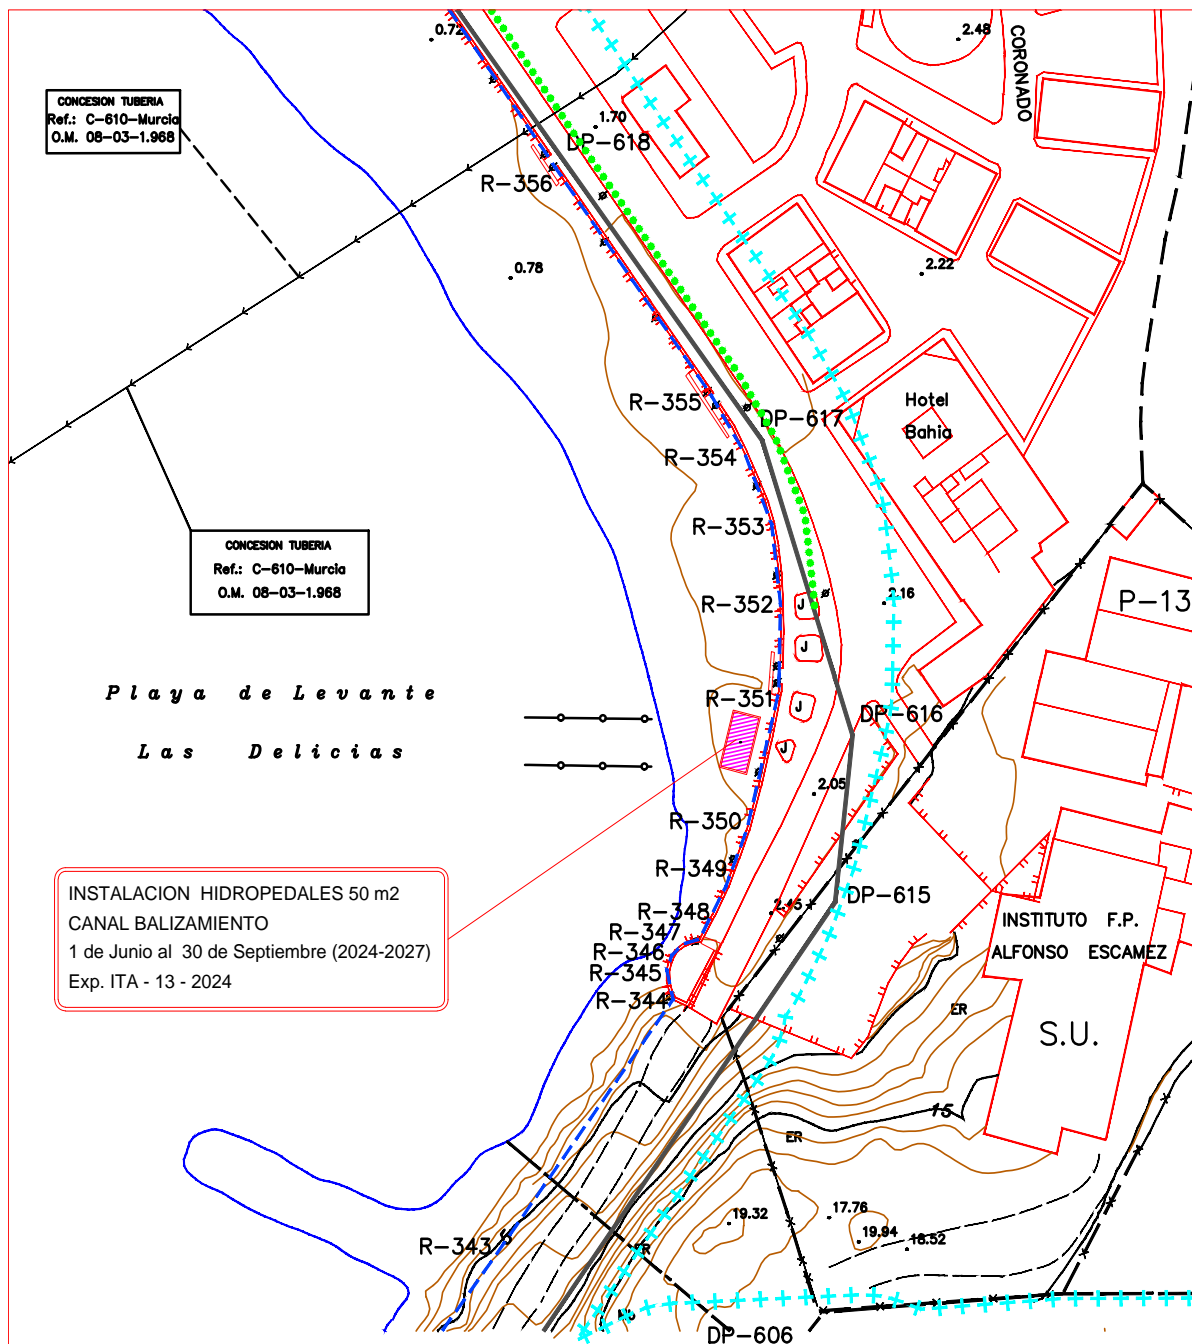 0.72
2.48
CORONADO
CONCESION TUBERIA
Ref.: C-610-Murcia
O.M. 08-03-1.968
1.70
DP-618
R-356
0.78
2.22
R-355
DP-617
Hotel
Bahia
R-354
R-353
CONCESION TUBERIA
Ref.: C-610-Murcia
O.M. 08-03-1.968
R-352
J
2.16
P-13
J
Playa de Levante
R-351
J
DP-616
Las Delicias
J
2.05
R-350
R-349
INSTALACION HIDROPEDALES 50 m2
CANAL BALIZAMIENTO
1 de Junio al 30 de Septiembre (2024-2027)
Exp. ITA - 13 - 2024
DP-615
R-348
2.45
INSTITUTO F.P.
ALFONSO ESCAMEZ
R-347
R-346
R-345
R-344
ER
S.U.
15
ER
19.32
17.76
19.94
18.52
R-343
5
ER
DP-606